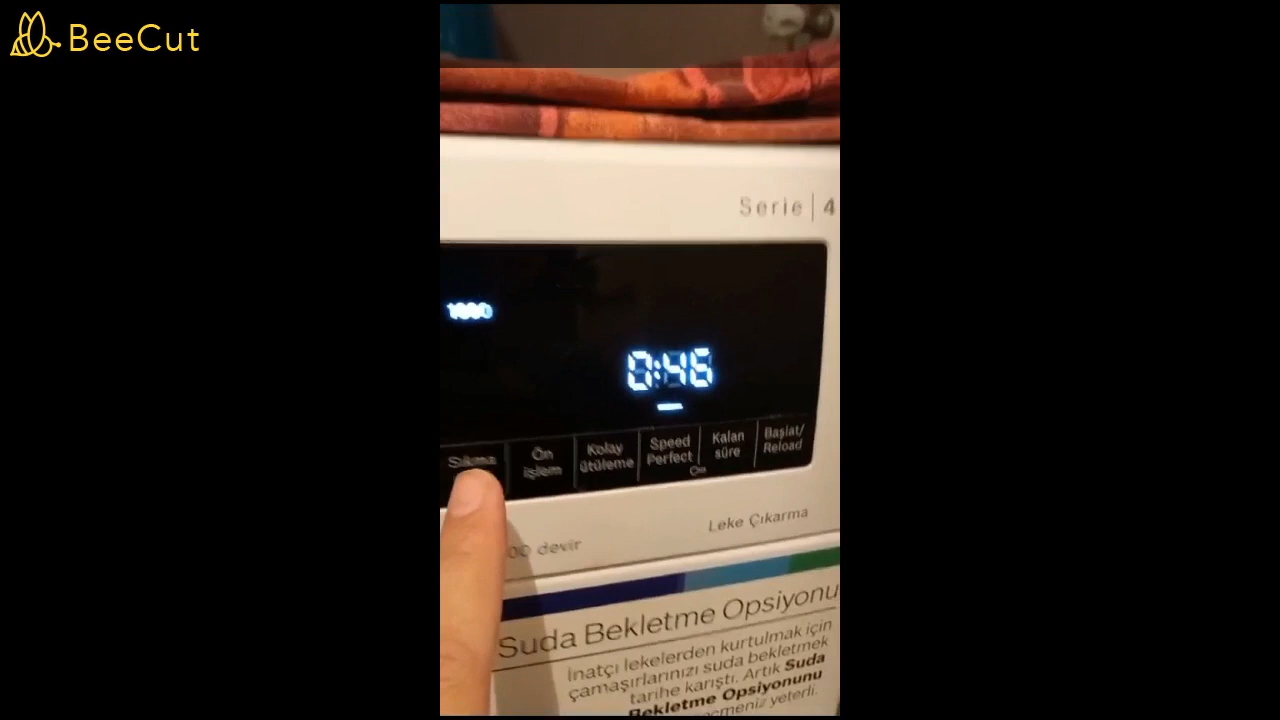 BeeCut
Serie | 4
1000
0:46
Sıkma
Ön işlem
Kolay ütüleme
Speed Perfect
Kalan süre
Başlat/ Reload
Leke Çıkarma
00 devir
Suda Bekletme Opsiyonu
İnatçı lekelerden kurtulmak için
çamaşırlarınızı suda bekletmek
tarihe karıştı. Artık Suda
Bekletme Opsiyonunu
yeterli.